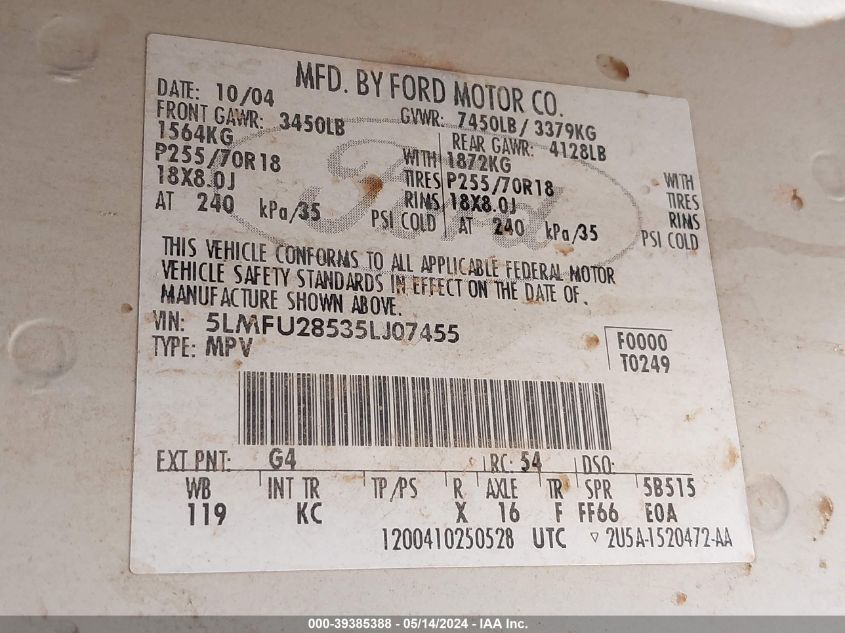 MFD. BY FORD MOTOR CO.
DATE: 10/04 GVWR: 7450LB / 3379KG
FRONT GAWR: 3450LB REAR GAWR: 4128LB
1564KG WITH 1872KG WITH
P255/70R18 TIRES P255/70R18 TIRES
18X8.0J RIMS 18X8.0J RIMS
AT 240 kPa/35 PSI COLD AT 240 kPa/35 PSI COLD
Ford
THIS VEHICLE CONFORMS TO ALL APPLICABLE FEDERAL MOTOR
VEHICLE SAFETY STANDARDS IN EFFECT ON THE DATE OF
MANUFACTURE SHOWN ABOVE.
VIN: 5LMFU28535LJ07455
TYPE: MPV
F0000
T0249
EXT PNT: G4 RC: 54 DSO:
WB INT TR TP/PS R AXLE TR SPR 5B515
119 KC X 16 F FF66 E0A
1200410250528 UTC ▽ 2U5A-1520472-AA
000-39385388 - 05/14/2024 - IAA Inc.